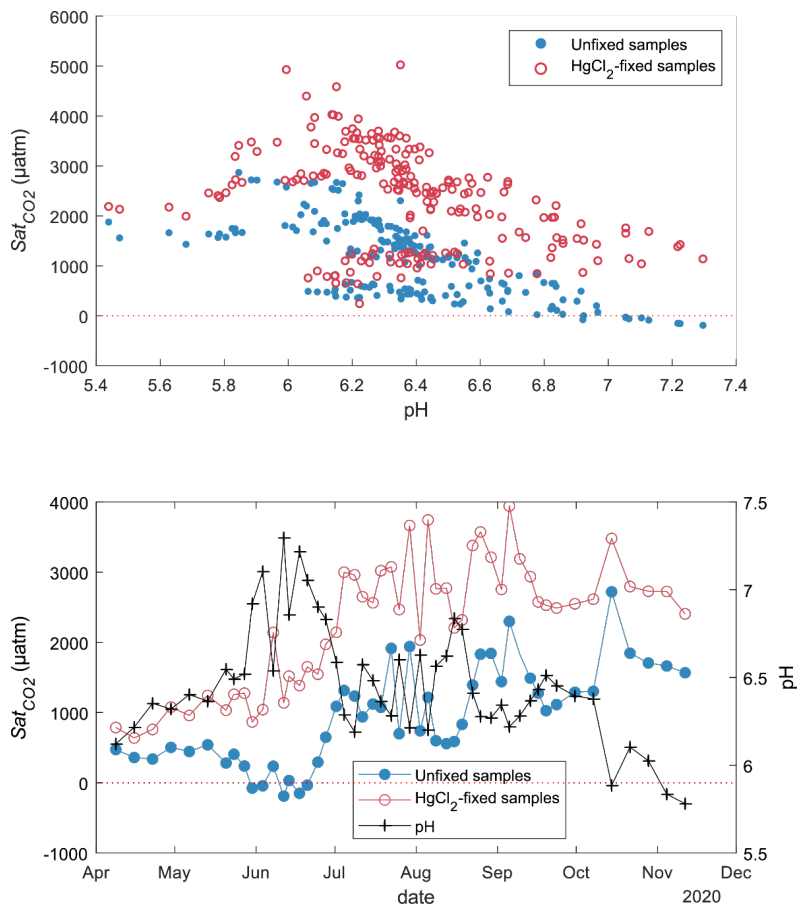 6000
5000
4000
3000
2000
1000
0
-1000
Sat_CO2 (µatm)
Unfixed samples
HgCl2-fixed samples
5.4 5.6 5.8 6 6.2 6.4 6.6 6.8 7 7.2 7.4
pH
4000
3000
2000
1000
0
-1000
Sat_CO2 (µatm)
7.5
7
6.5
6
5.5
pH
Unfixed samples
HgCl2-fixed samples
pH
Apr May Jun Jul Aug Sep Oct Nov Dec
date
2020